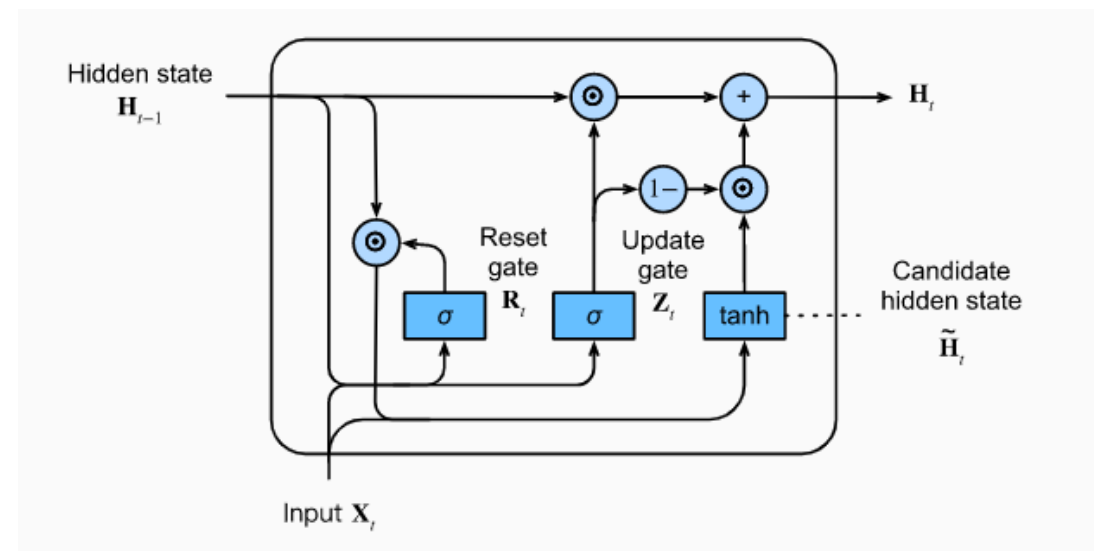 Hidden state
H_{t−1}
⊙
+
H_t
1−
⊙
⊙
Reset
gate
R_t
Update
gate
Z_t
Candidate
hidden state
H̃_t
σ
σ
tanh
Input X_t